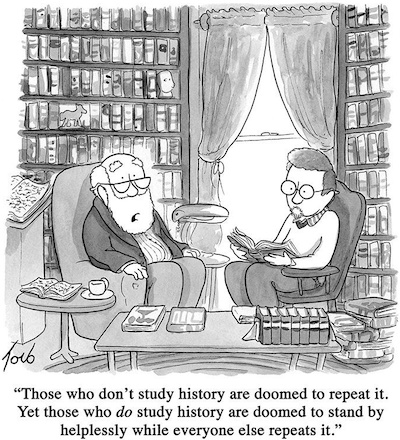 Toro
“Those who don’t study history are doomed to repeat it.
Yet those who do study history are doomed to stand by
helplessly while everyone else repeats it.”